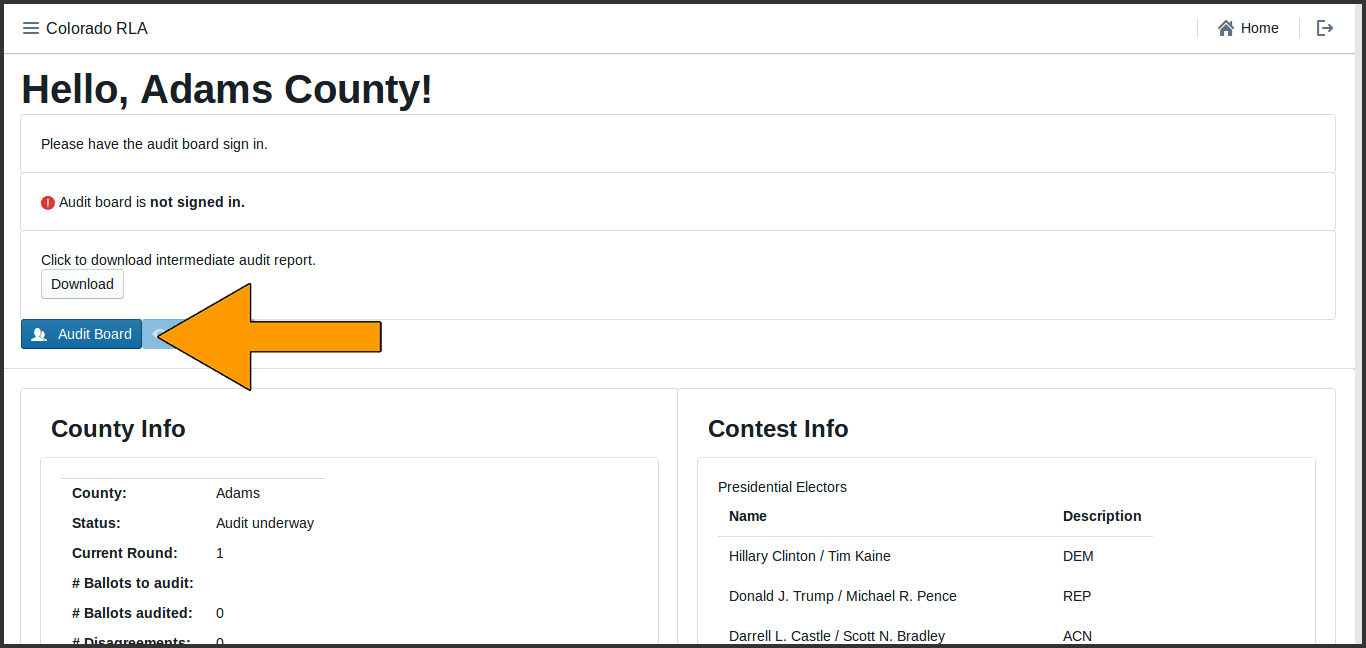 Colorado RLA
Home
Hello, Adams County!
Please have the audit board sign in.
Audit board is not signed in.
Click to download intermediate audit report.
Download
Audit Board
County Info
County: Adams
Status: Audit underway
Current Round: 1
# Ballots to audit:
# Ballots audited: 0
# Disagreements: 0
Contest Info
Presidential Electors
Name Description
Hillary Clinton / Tim Kaine DEM
Donald J. Trump / Michael R. Pence REP
Darrell L. Castle / Scott N. Bradley ACN